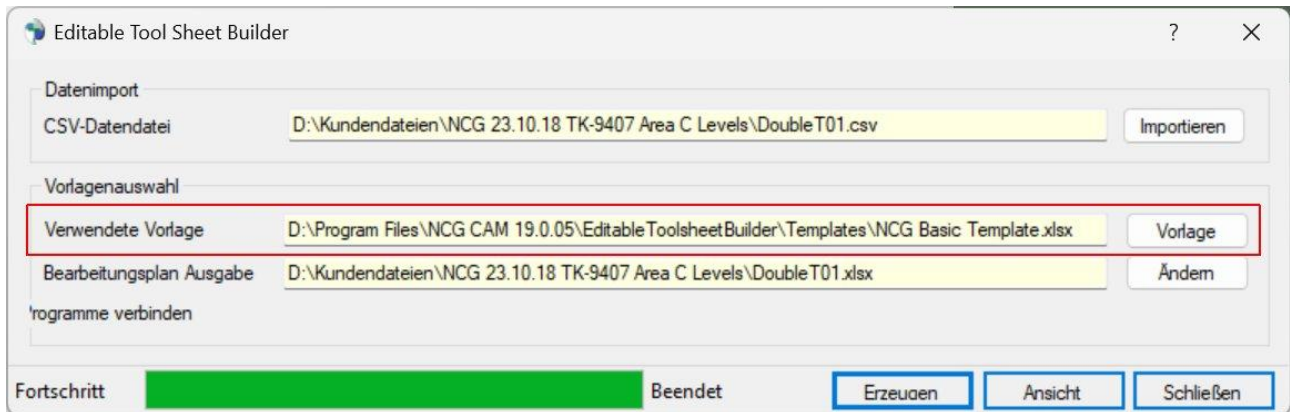 Editable Tool Sheet Builder ? X
Datenimport
CSV-Datendatei D:\Kundendateien\NCG 23.10.18 TK-9407 Area C Levels\DoubleT01.csv Importieren
Vorlagenauswahl
Verwendete Vorlage D:\Program Files\NCG CAM 19.0.05\EditableToolsheetBuilder\Templates\NCG Basic Template.xlsx Vorlage
Bearbeitungsplan Ausgabe D:\Kundendateien\NCG 23.10.18 TK-9407 Area C Levels\DoubleT01.xlsx Ändern
rogramme verbinden
Fortschritt Beendet Erzeugen Ansicht Schließen